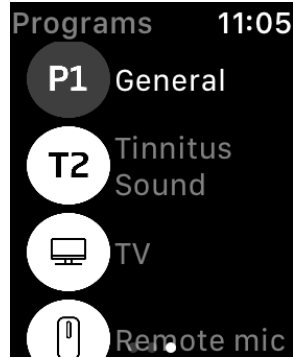 Programs 11:05
P1 General
T2 Tinnitus
Sound
TV
Remote mic